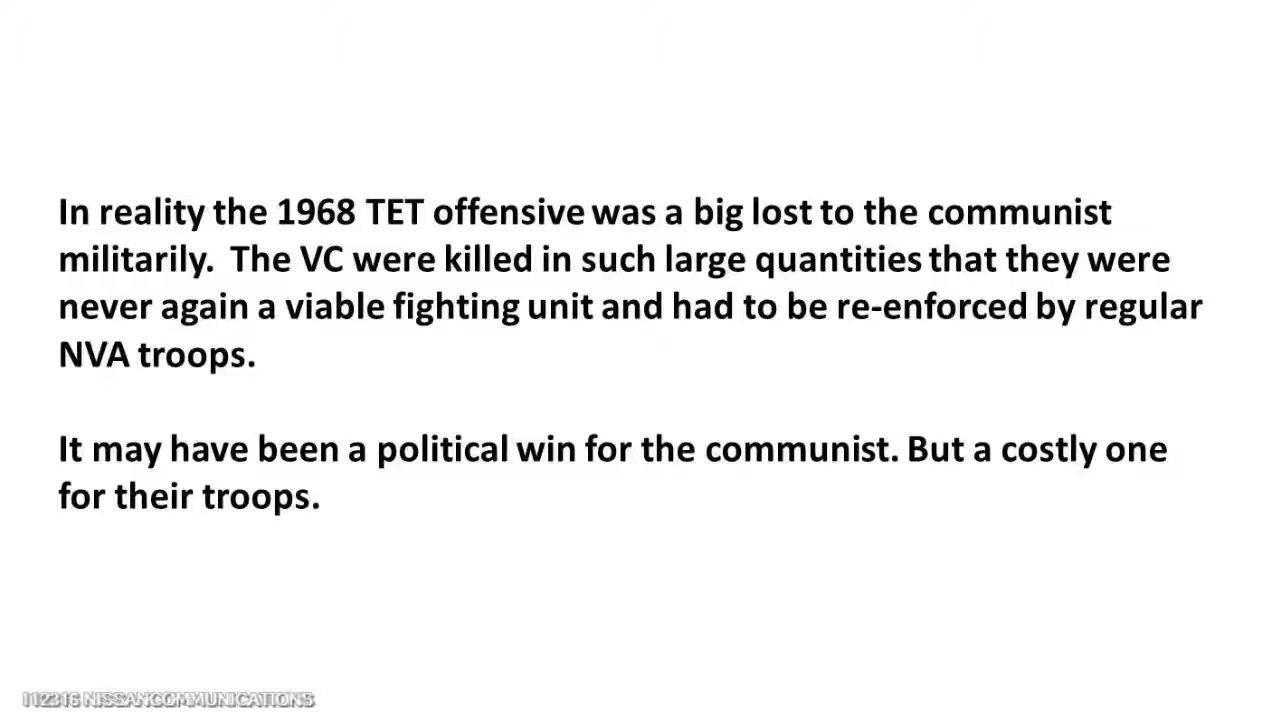 In reality the 1968 TET offensive was a big lost to the communist
militarily.  The VC were killed in such large quantities that they were
never again a viable fighting unit and had to be re-enforced by regular
NVA troops.
It may have been a political win for the communist. But a costly one
for their troops.
112316 NISSANCOMMUNICATIONS